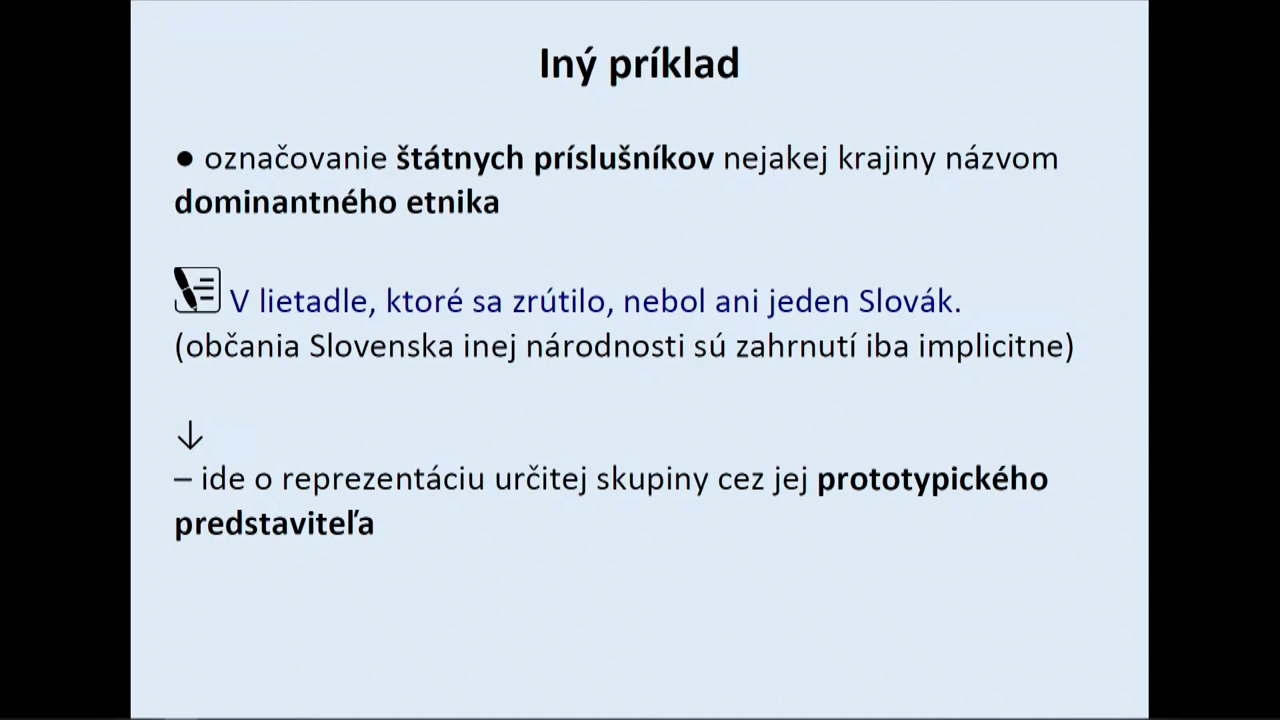 Iný príklad
● označovanie štátnych príslušníkov nejakej krajiny názvom
dominantného etnika
V lietadle, ktoré sa zrútilo, nebol ani jeden Slovák.
(občania Slovenska inej národnosti sú zahrnutí iba implicitne)
↓
– ide o reprezentáciu určitej skupiny cez jej prototypického
predstaviteľa